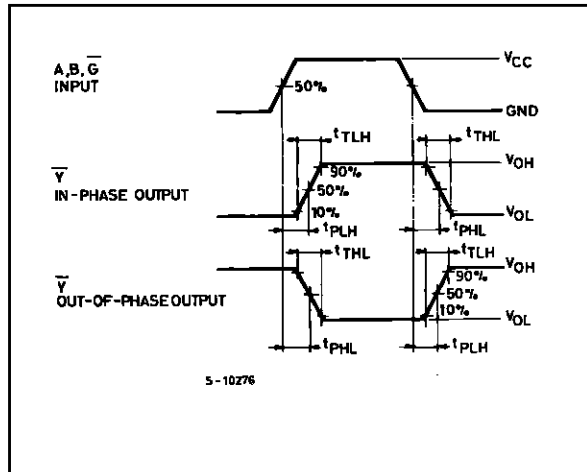 A, B, G̅
INPUT
VCC
50%
GND
tTLH
tTHL
Y̅
IN-PHASE OUTPUT
90%
50%
10%
VOH
VOL
tPLH
tPHL
tTHL
tTLH
Y̅
OUT-OF-PHASE OUTPUT
VOH
90%
50%
10%
VOL
tPHL
tPLH
S-10276